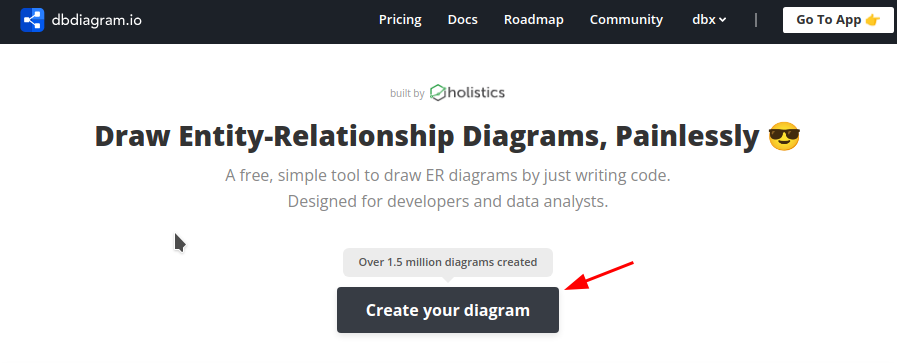 dbdiagram.io Pricing Docs Roadmap Community dbx | Go To App 👉
built by holistics
Draw Entity-Relationship Diagrams, Painlessly 😎
A free, simple tool to draw ER diagrams by just writing code.
Designed for developers and data analysts.
Over 1.5 million diagrams created
Create your diagram